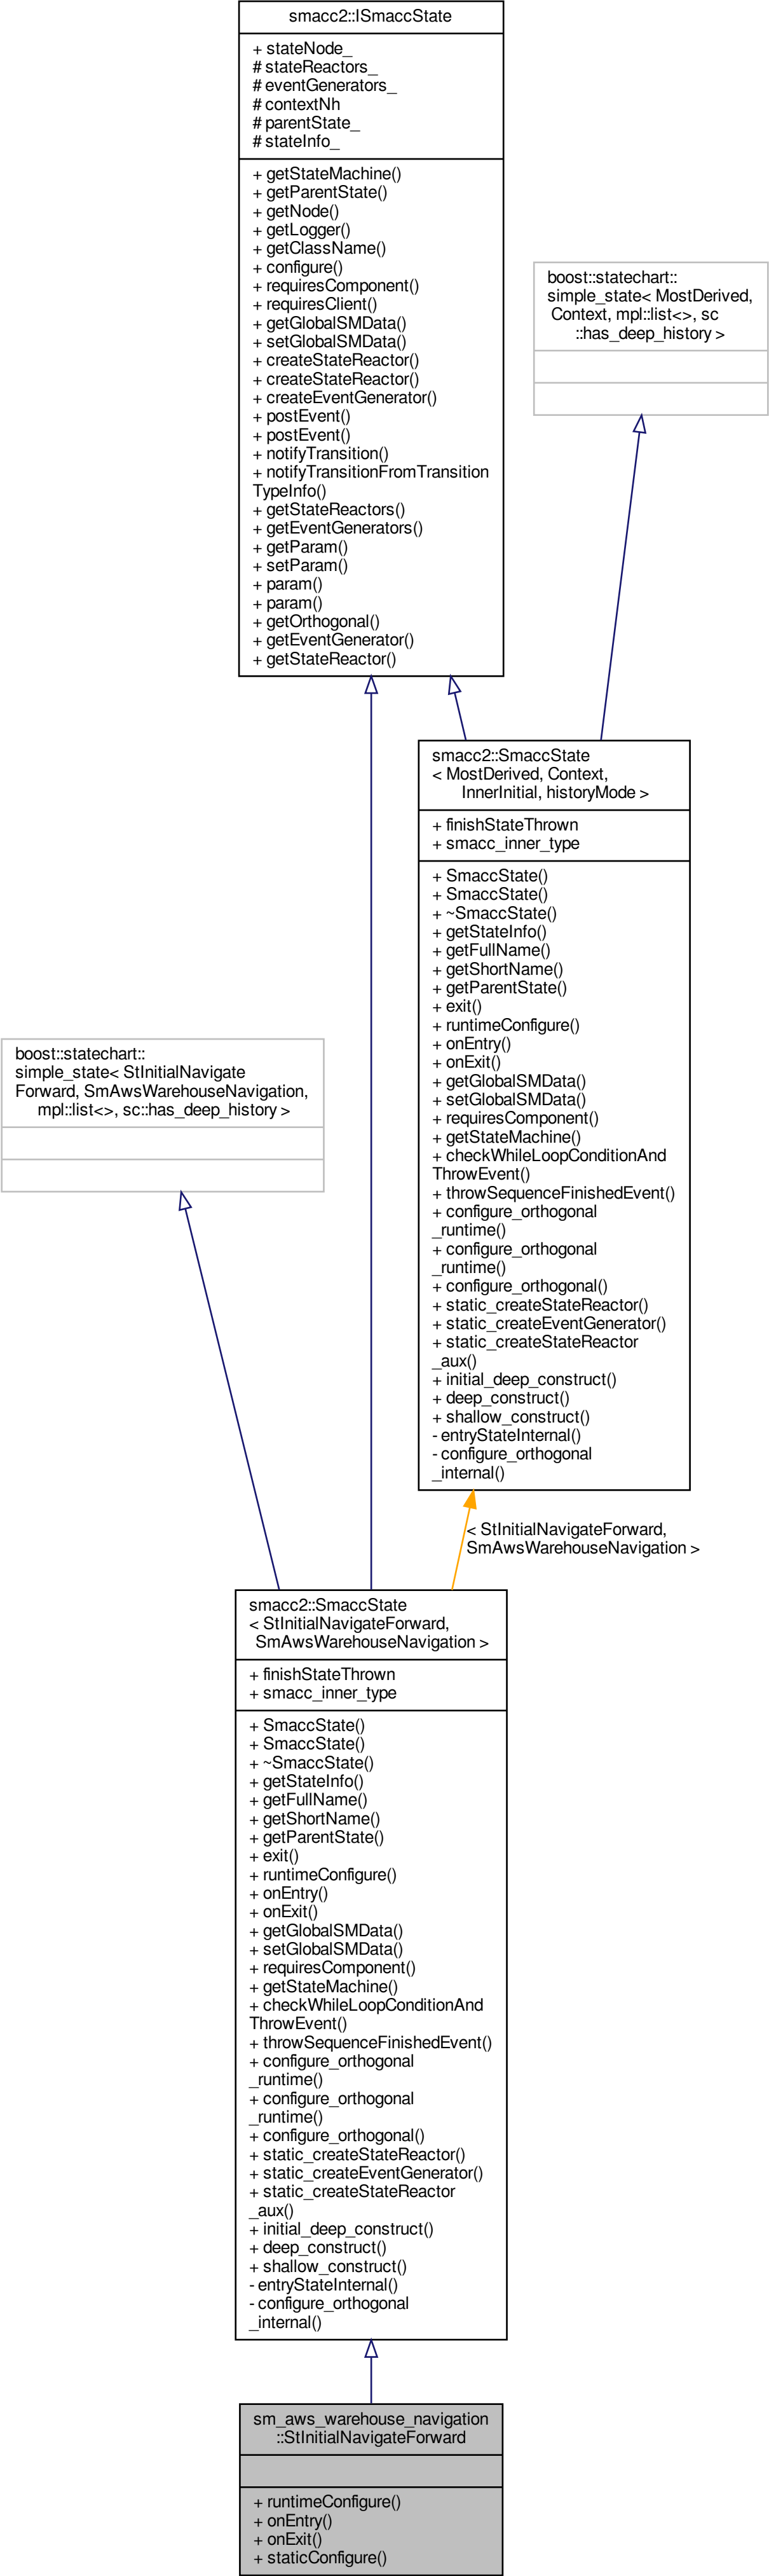 smacc2::ISmaccState
+ stateNode_
# stateReactors_
# eventGenerators_
# contextNh
# parentState_
# stateInfo_
+ getStateMachine()
+ getParentState()
+ getNode()
+ getLogger()
+ getClassName()
+ configure()
+ requiresComponent()
+ requiresClient()
+ getGlobalSMData()
+ setGlobalSMData()
+ createStateReactor()
+ createStateReactor()
+ createEventGenerator()
+ postEvent()
+ postEvent()
+ notifyTransition()
+ notifyTransitionFromTransition
TypeInfo()
+ getStateReactors()
+ getEventGenerators()
+ getParam()
+ setParam()
+ param()
+ param()
+ getOrthogonal()
+ getEventGenerator()
+ getStateReactor()
boost::statechart::
simple_state< MostDerived,
Context, mpl::list<>, sc
::has_deep_history >
smacc2::SmaccState
< MostDerived, Context,
InnerInitial, historyMode >
+ finishStateThrown
+ smacc_inner_type
+ SmaccState()
+ SmaccState()
+ ~SmaccState()
+ getStateInfo()
+ getFullName()
+ getShortName()
+ getParentState()
+ exit()
+ runtimeConfigure()
+ onEntry()
+ onExit()
+ getGlobalSMData()
+ setGlobalSMData()
+ requiresComponent()
+ getStateMachine()
+ checkWhileLoopConditionAnd
ThrowEvent()
+ throwSequenceFinishedEvent()
+ configure_orthogonal
_runtime()
+ configure_orthogonal
_runtime()
+ configure_orthogonal()
+ static_createStateReactor()
+ static_createEventGenerator()
+ static_createStateReactor
_aux()
+ initial_deep_construct()
+ deep_construct()
+ shallow_construct()
- entryStateInternal()
- configure_orthogonal
_internal()
boost::statechart::
simple_state< StInitialNavigate
Forward, SmAwsWarehouseNavigation,
mpl::list<>, sc::has_deep_history >
< StInitialNavigateForward,
SmAwsWarehouseNavigation >
smacc2::SmaccState
< StInitialNavigateForward,
SmAwsWarehouseNavigation >
+ finishStateThrown
+ smacc_inner_type
+ SmaccState()
+ SmaccState()
+ ~SmaccState()
+ getStateInfo()
+ getFullName()
+ getShortName()
+ getParentState()
+ exit()
+ runtimeConfigure()
+ onEntry()
+ onExit()
+ getGlobalSMData()
+ setGlobalSMData()
+ requiresComponent()
+ getStateMachine()
+ checkWhileLoopConditionAnd
ThrowEvent()
+ throwSequenceFinishedEvent()
+ configure_orthogonal
_runtime()
+ configure_orthogonal
_runtime()
+ configure_orthogonal()
+ static_createStateReactor()
+ static_createEventGenerator()
+ static_createStateReactor
_aux()
+ initial_deep_construct()
+ deep_construct()
+ shallow_construct()
- entryStateInternal()
- configure_orthogonal
_internal()
sm_aws_warehouse_navigation
::StInitialNavigateForward
+ runtimeConfigure()
+ onEntry()
+ onExit()
+ staticConfigure()